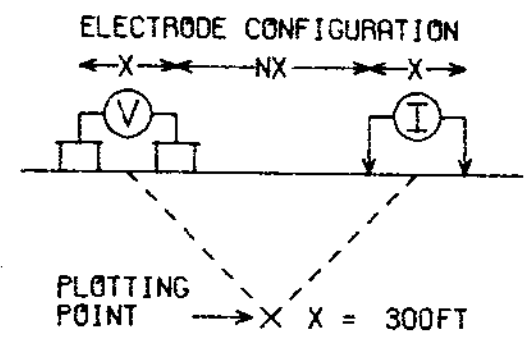 ELECTRODE CONFIGURATION
X NX X
V I
PLOTTING
POINT X X = 300FT